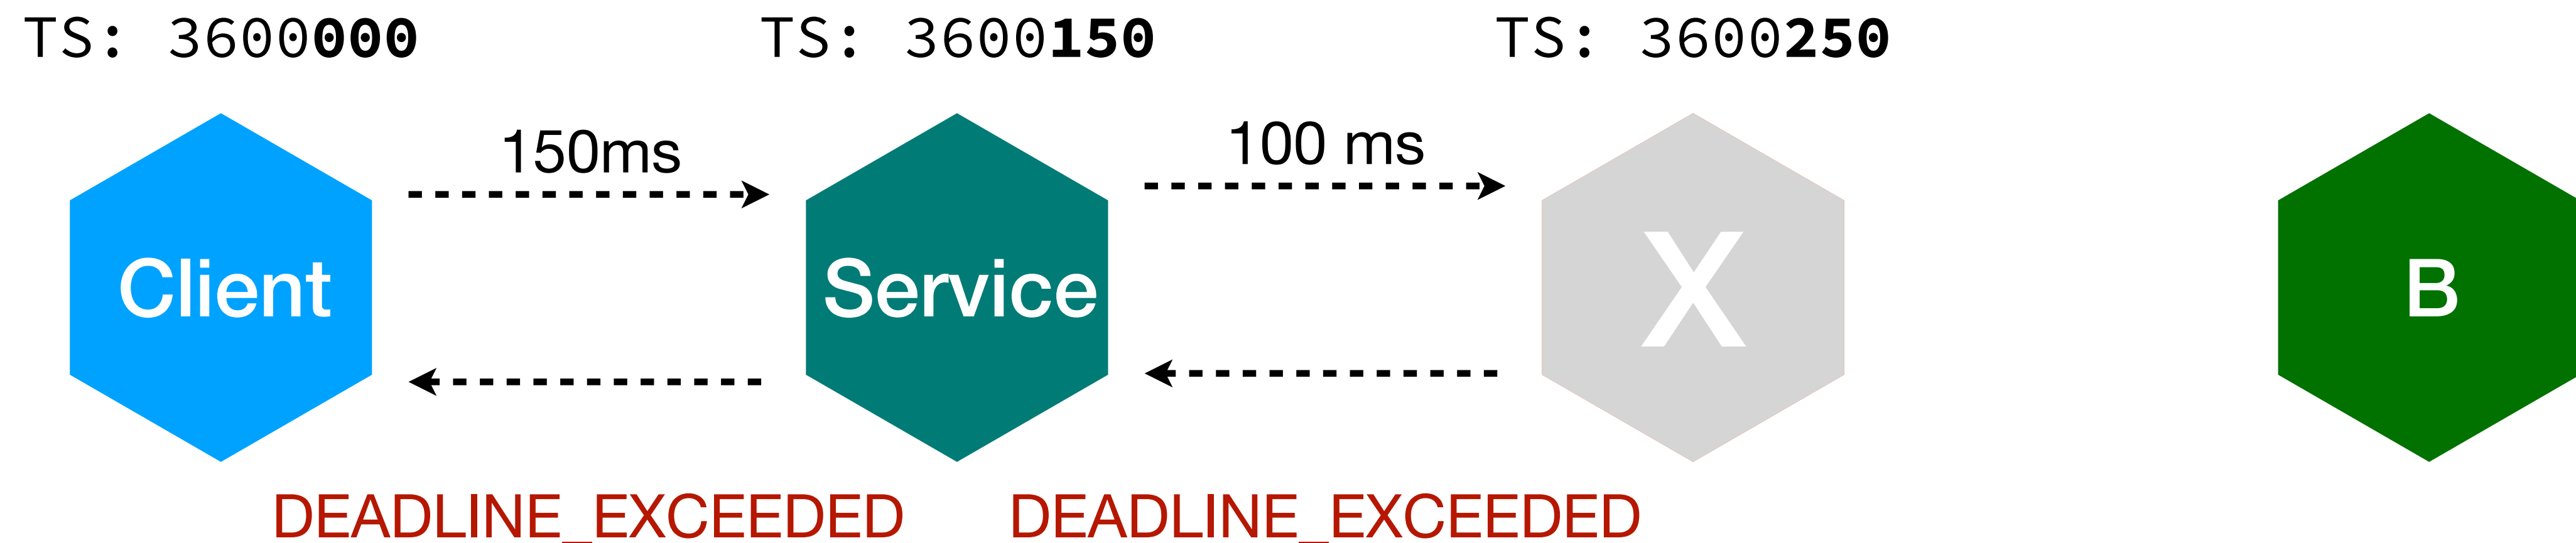 TS: 3600000 TS: 3600150 TS: 3600250
150ms 100 ms
Client Service X B
DEADLINE_EXCEEDED DEADLINE_EXCEEDED